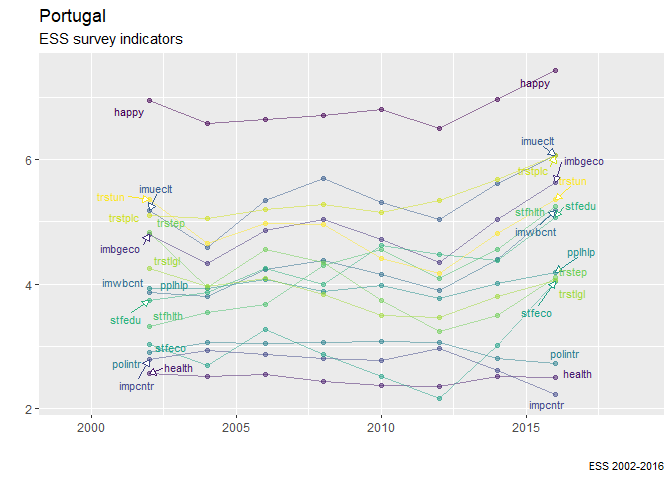 Portugal
ESS survey indicators
happy
happy
imueclt
imbgeco
trstplc
trstun
trstun
imueclt
trstplc
trstep
imbgeco
trstlgl
stfhlth
stfedu
imwbcnt
pplhlp
imwbcnt
pplhlp
trstep
trstlgl
stfedu
stfhlth
stfeco
stfeco
polintr
health
impcntr
polintr
health
impcntr
6
4
2
2000
2005
2010
2015
ESS 2002-2016